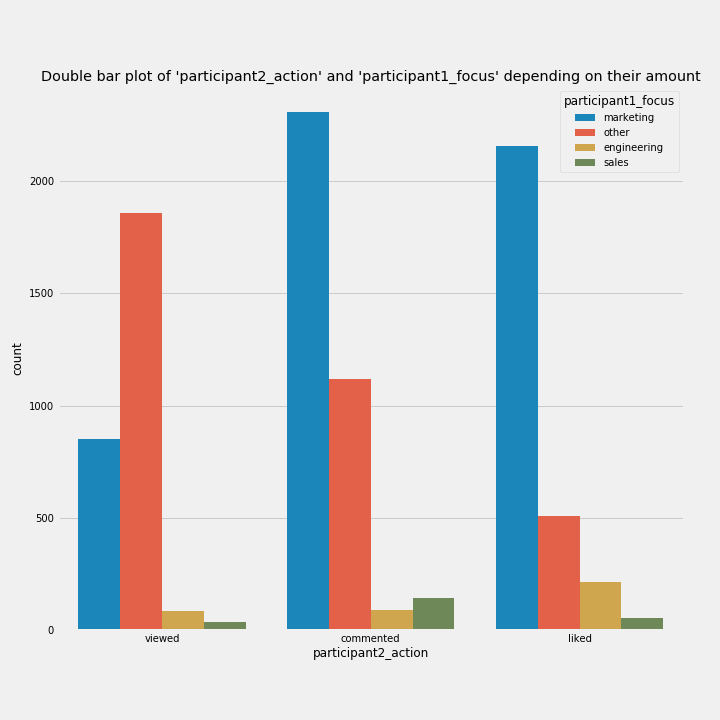 Double bar plot of 'participant2_action' and 'participant1_focus' depending on their amount
participant1_focus
marketing
other
engineering
sales
2000
1500
1000
500
0
count
viewed
commented
liked
participant2_action